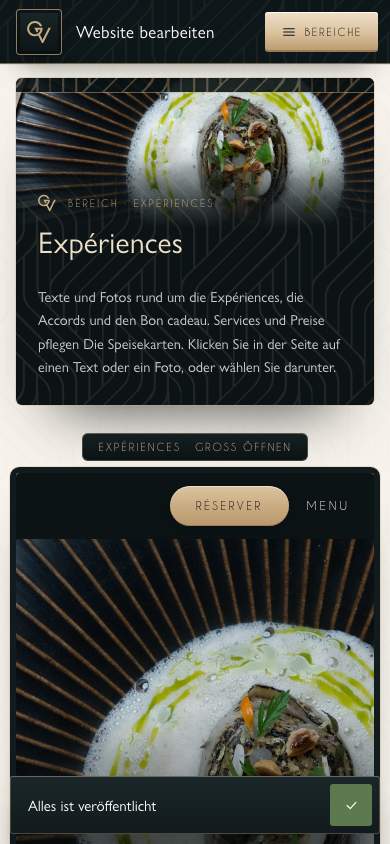 GV
Website bearbeiten
BEREICHE
GV
BEREICH EXPÉRIENCES
Expériences
Texte und Fotos rund um die Expériences, die
Accords und den Bon cadeau. Services und Preise
pflegen Die Speisekarten. Klicken Sie in der Seite auf
einen Text oder ein Foto, oder wählen Sie darunter.
EXPÉRIENCES GROSS ÖFFNEN
RÉSERVER
MENU
Alles ist veröffentlicht